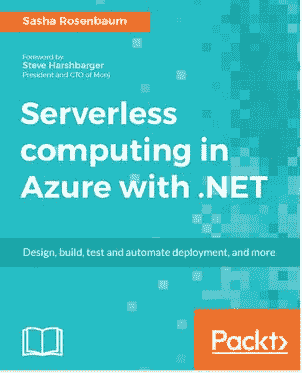 Sasha Rosenbaum
Foreword by
Steve Harshbarger
President and CTO of Monj
Serverless
computing in
Azure with .NET
Design, build, test and automate deployment, and more
Packt>